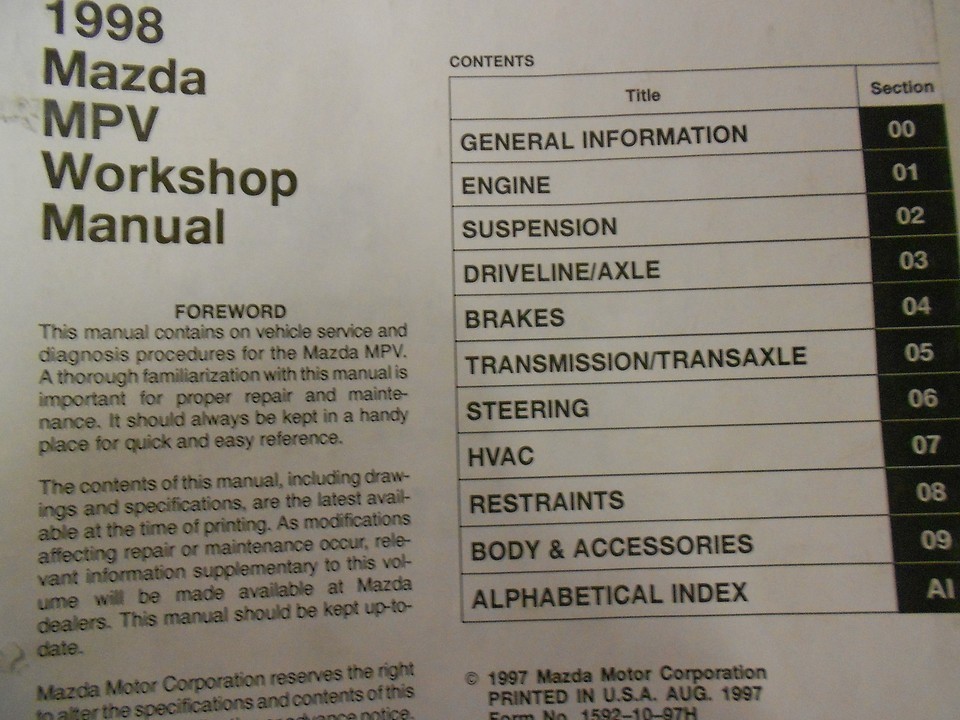 1998
Mazda
MPV
Workshop
Manual
FOREWORD
This manual contains on vehicle service and
diagnosis procedures for the Mazda MPV.
A thorough familiarization with this manual is
important for proper repair and mainte-
nance. It should always be kept in a handy
place for quick and easy reference.
The contents of this manual, including draw-
ings and specifications, are the latest avail-
able at the time of printing. As modifications
affecting repair or maintenance occur, rele-
vant information supplementary to this vol-
ume will be made available at Mazda
dealers. This manual should be kept up-to-
date.
Mazda Motor Corporation reserves the right
to alter the specifications and contents of this
advance notice.
CONTENTS
Title Section
GENERAL INFORMATION 00
ENGINE 01
SUSPENSION 02
DRIVELINE/AXLE 03
BRAKES 04
TRANSMISSION/TRANSAXLE 05
STEERING 06
HVAC 07
RESTRAINTS 08
BODY & ACCESSORIES 09
ALPHABETICAL INDEX AI
© 1997 Mazda Motor Corporation
PRINTED IN U.S.A. AUG. 1997
Form No. 1592-10-97H